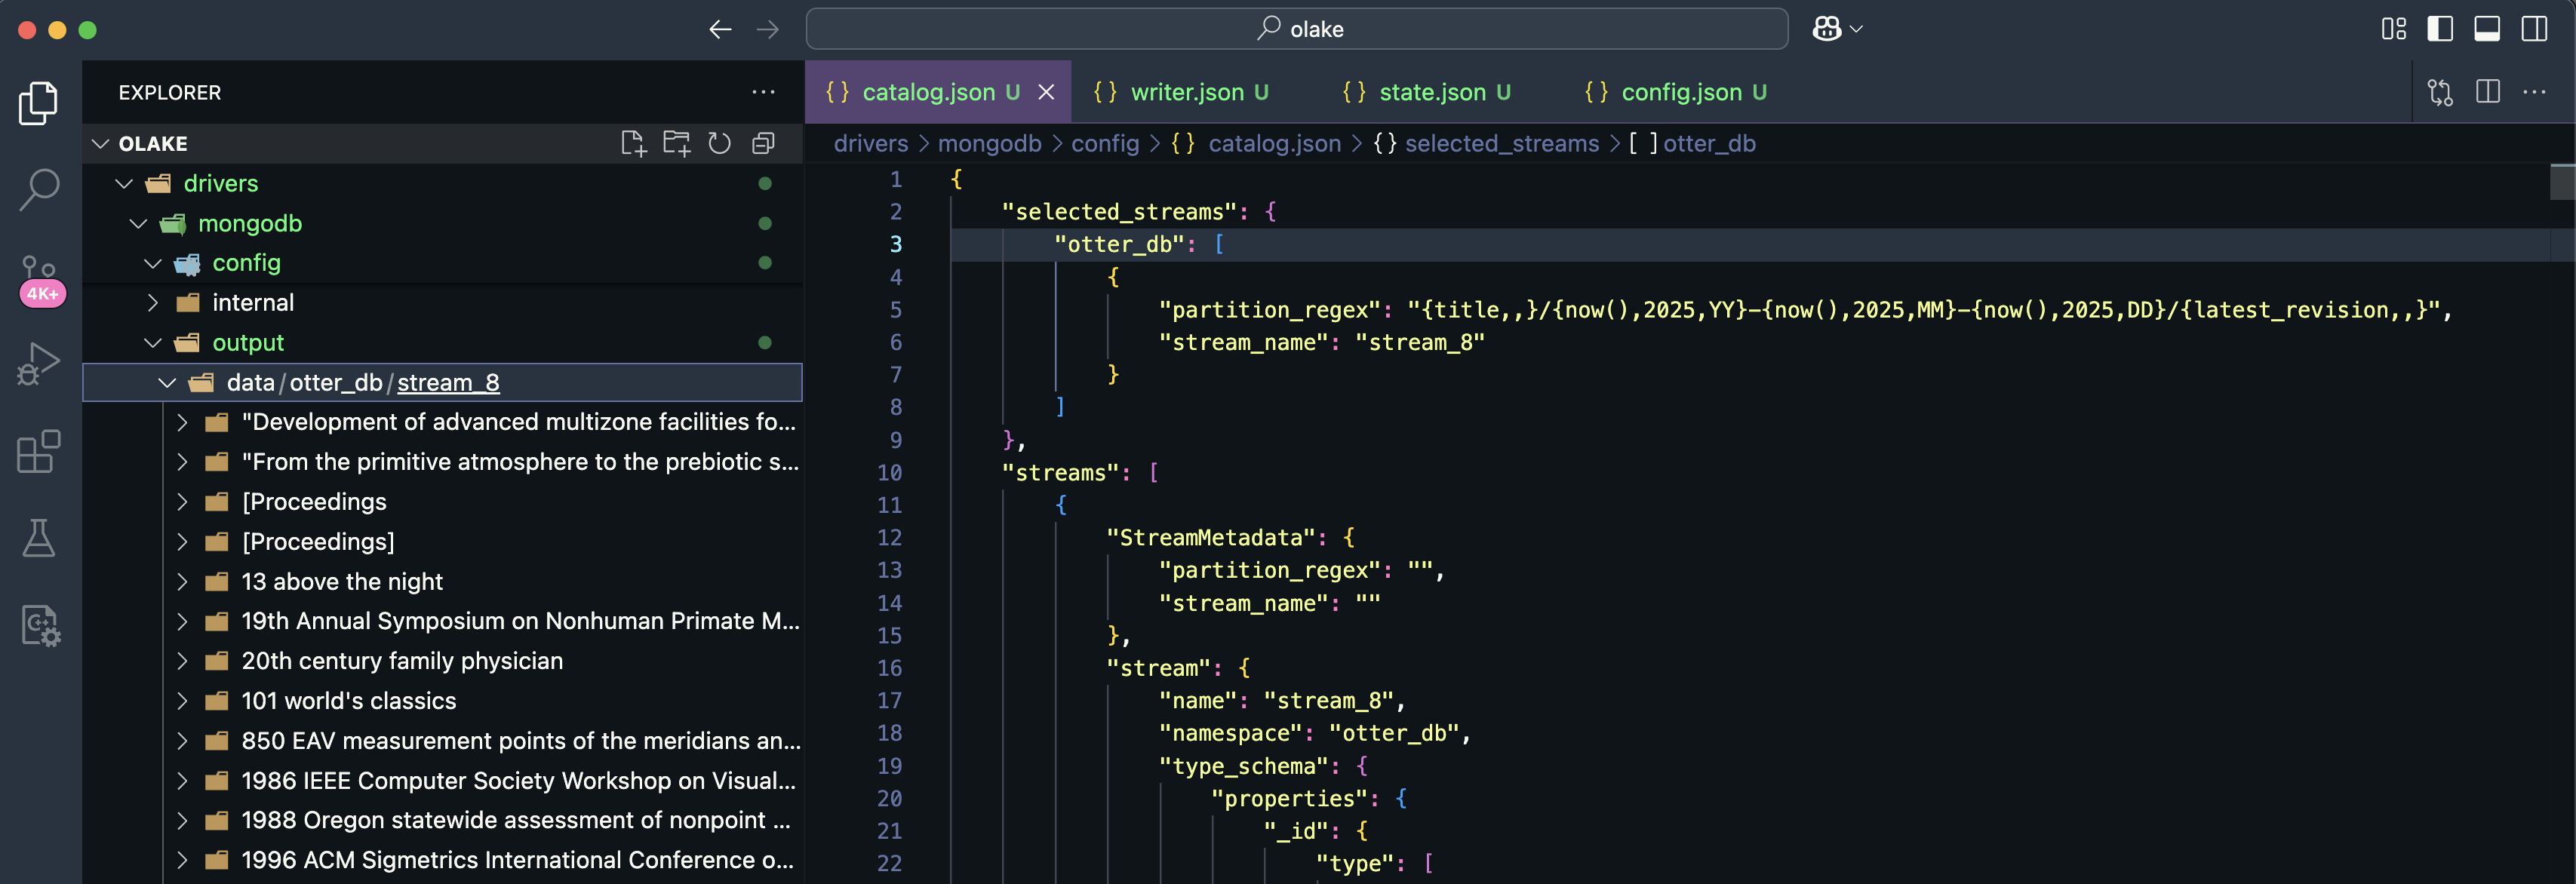 olake
EXPLORER
OLAKE
drivers
mongodb
config
internal
output
data/otter_db/stream_8
"Development of advanced multizone facilities fo...
"From the primitive atmosphere to the prebiotic s...
[Proceedings
[Proceedings]
13 above the night
19th Annual Symposium on Nonhuman Primate M...
20th century family physician
101 world's classics
850 EAV measurement points of the meridians an...
1986 IEEE Computer Society Workshop on Visual...
1988 Oregon statewide assessment of nonpoint ...
1996 ACM Sigmetrics International Conference o...
4K+
C++
{} catalog.json U
{} writer.json U
{} state.json U
{} config.json U
drivers > mongodb > config > {} catalog.json > {} selected_streams > [ ] otter_db
1 {
2 "selected_streams": {
3 "otter_db": [
4 {
5 "partition_regex": "{title,,}/{now(),2025,YY}-{now(),2025,MM}-{now(),2025,DD}/{latest_revision,,}",
6 "stream_name": "stream_8"
7 }
8 ]
9 },
10 "streams": [
11 {
12 "StreamMetadata": {
13 "partition_regex": "",
14 "stream_name": ""
15 },
16 "stream": {
17 "name": "stream_8",
18 "namespace": "otter_db",
19 "type_schema": {
20 "properties": {
21 "_id": {
22 "type": [